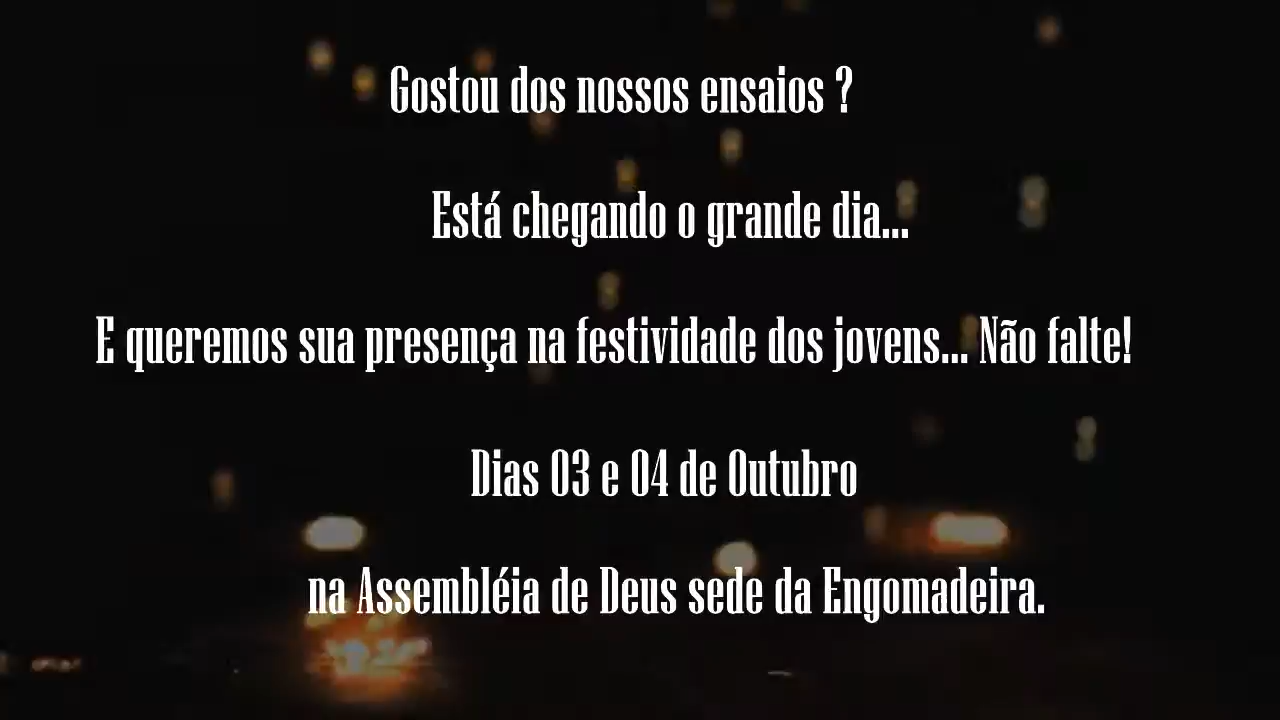 Gostou dos nossos ensaios ?
Está chegando o grande dia...
E queremos sua presença na festividade dos jovens... Não falte!
Dias 03 e 04 de Outubro
na Assembléia de Deus sede da Engomadeira.